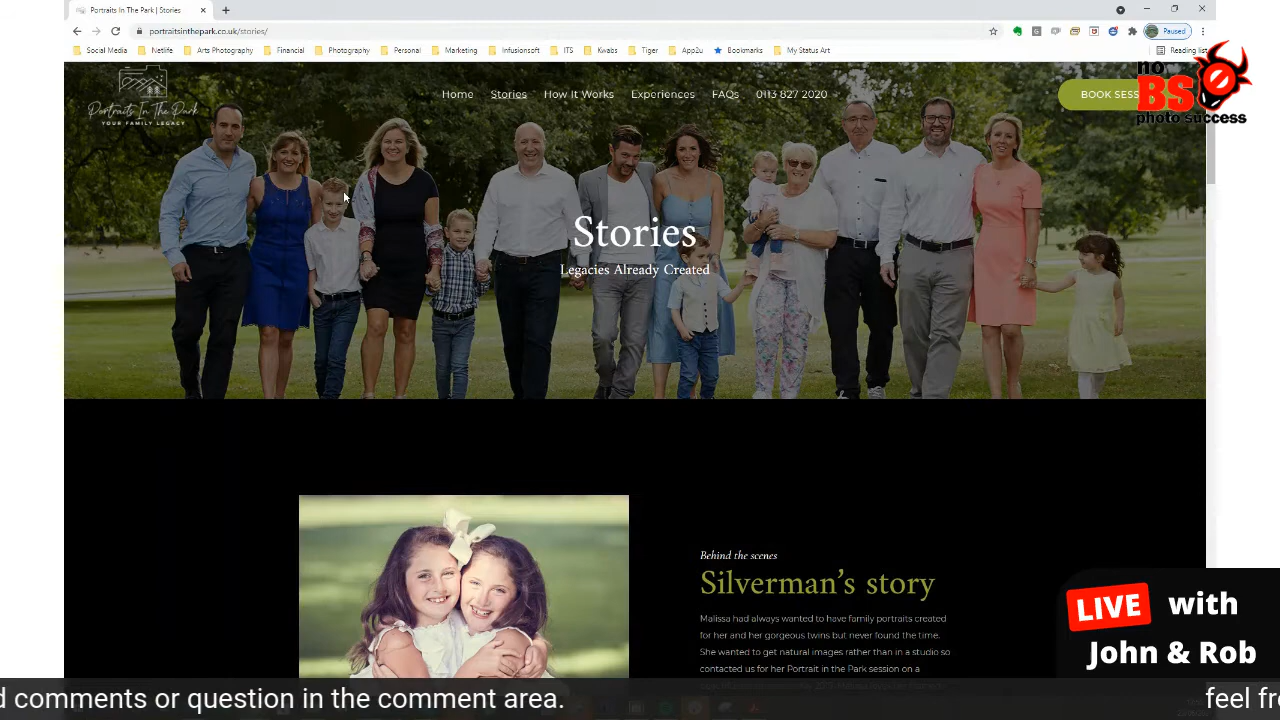 Portraits In The Park | Stories
portraitsinthepark.co.uk/stories/
Paused
Social Media Netlife Arts Photography Financial Photography Personal Marketing Infusionsoft ITS Kwabs Tiger App2u Bookmarks My Status Art Reading list
Portraits In The Park
YOUR FAMILY LEGACY
Home Stories How It Works Experiences FAQs 0113 827 2020 BOOK SESS
no
BS
photo success
Stories
Legacies Already Created
Behind the scenes
Silverman's story
Malissa had always wanted to have family portraits created
for her and her gorgeous twins but never found the time.
She wanted to get natural images rather than in a studio so
contacted us for her Portrait in the Park session on a
LIVE with
John & Rob
d comments or question in the comment area. feel fr